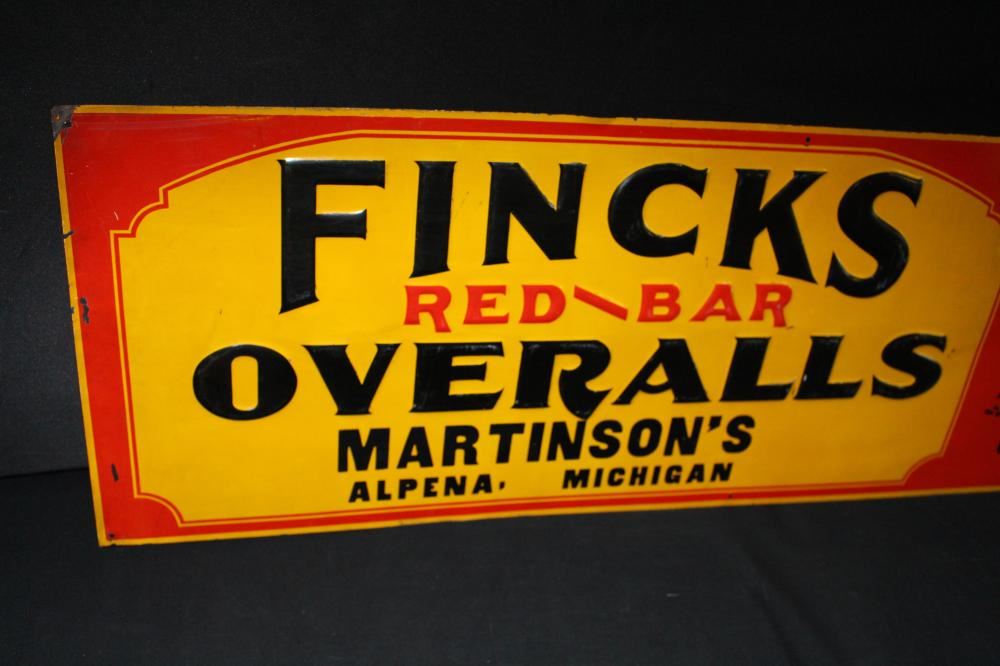 FINCKS
RED-BAR
OVERALLS
MARTINSON'S
ALPENA, MICHIGAN